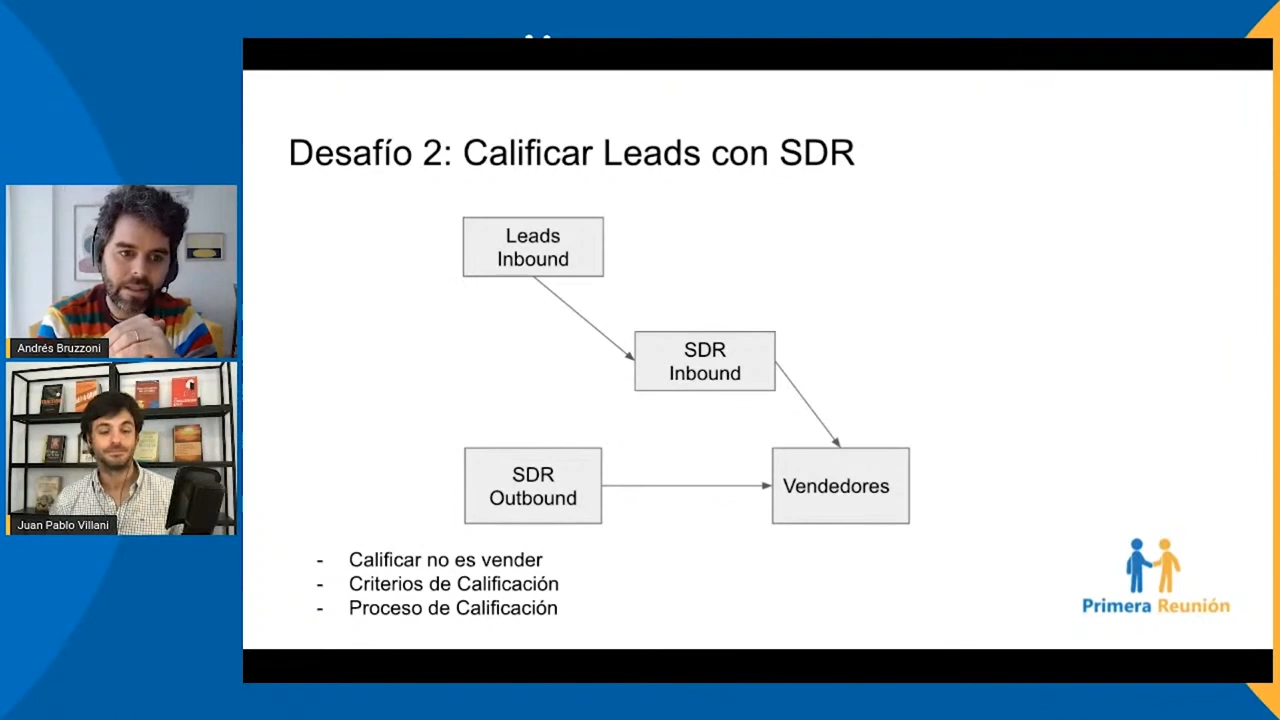 Desafío 2: Calificar Leads con SDR
Leads
Inbound
SDR
Inbound
SDR
Outbound
Vendedores
- Calificar no es vender
- Criterios de Calificación
- Proceso de Calificación
Primera Reunión
Andrés Bruzzoni
Juan Pablo Villani